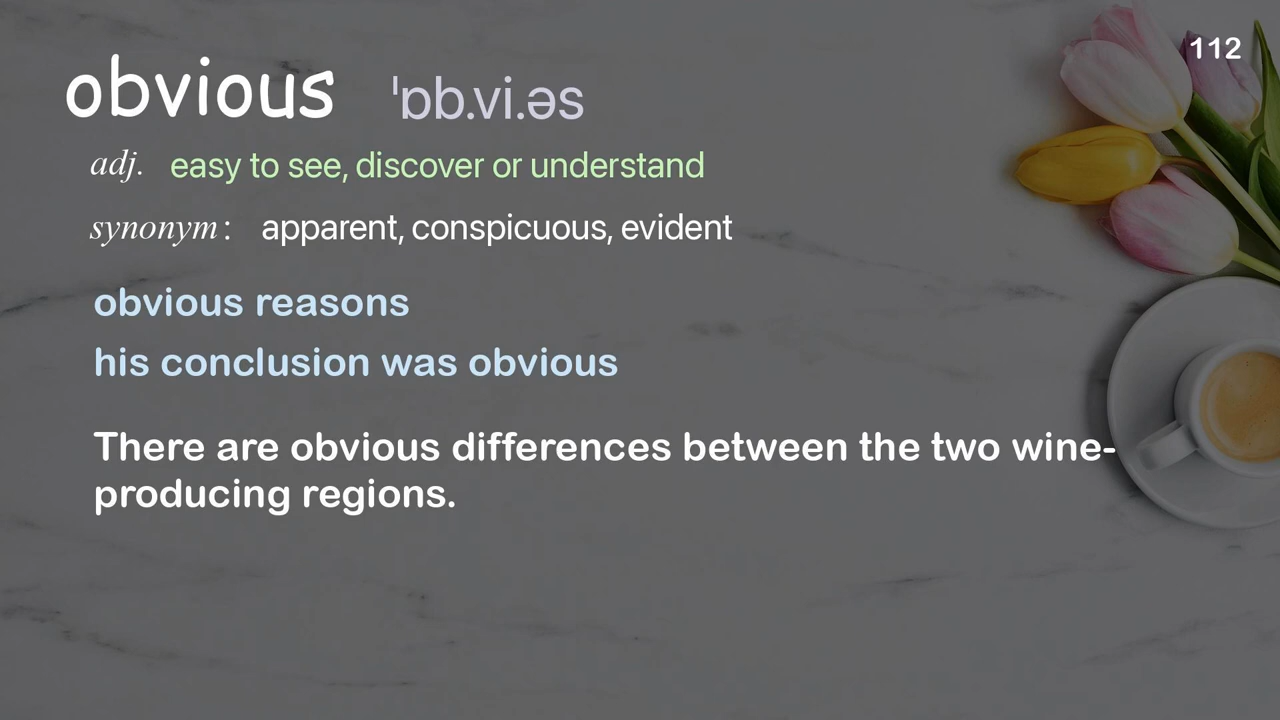 112
obvious ˈɒb.vi.əs
adj. easy to see, discover or understand
synonym: apparent, conspicuous, evident
obvious reasons
his conclusion was obvious
There are obvious differences between the two wine-
producing regions.